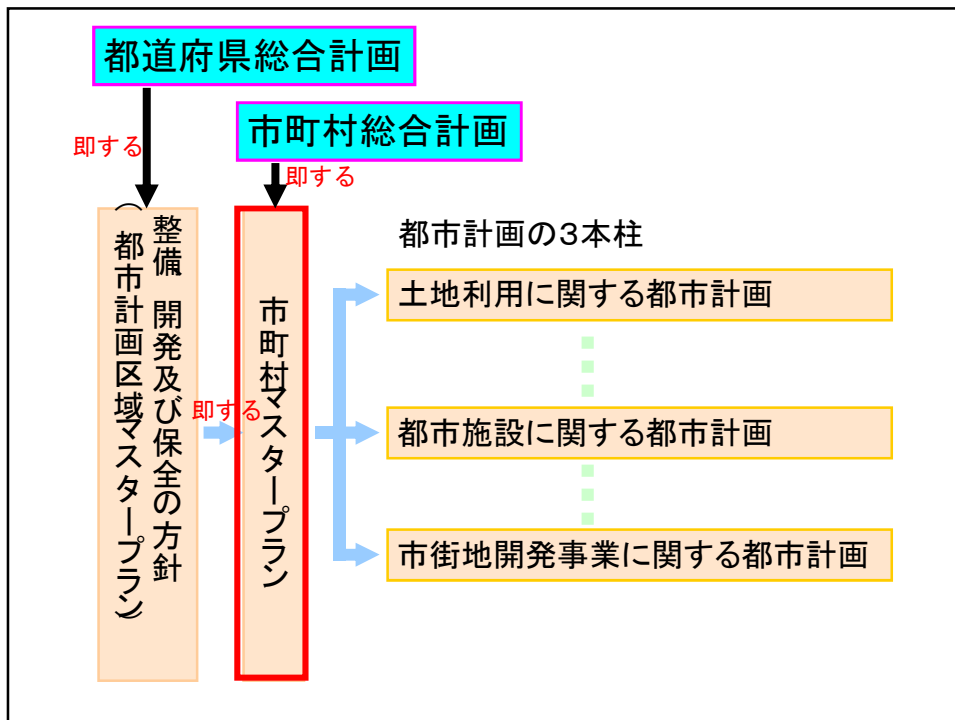 都道府県総合計画
市町村総合計画
即する
即する
都市計画の3本柱
整備、開発及び保全の方針
(都市計画区域マスタープラン)
即する
市町村マスタープラン
土地利用に関する都市計画
都市施設に関する都市計画
市街地開発事業に関する都市計画